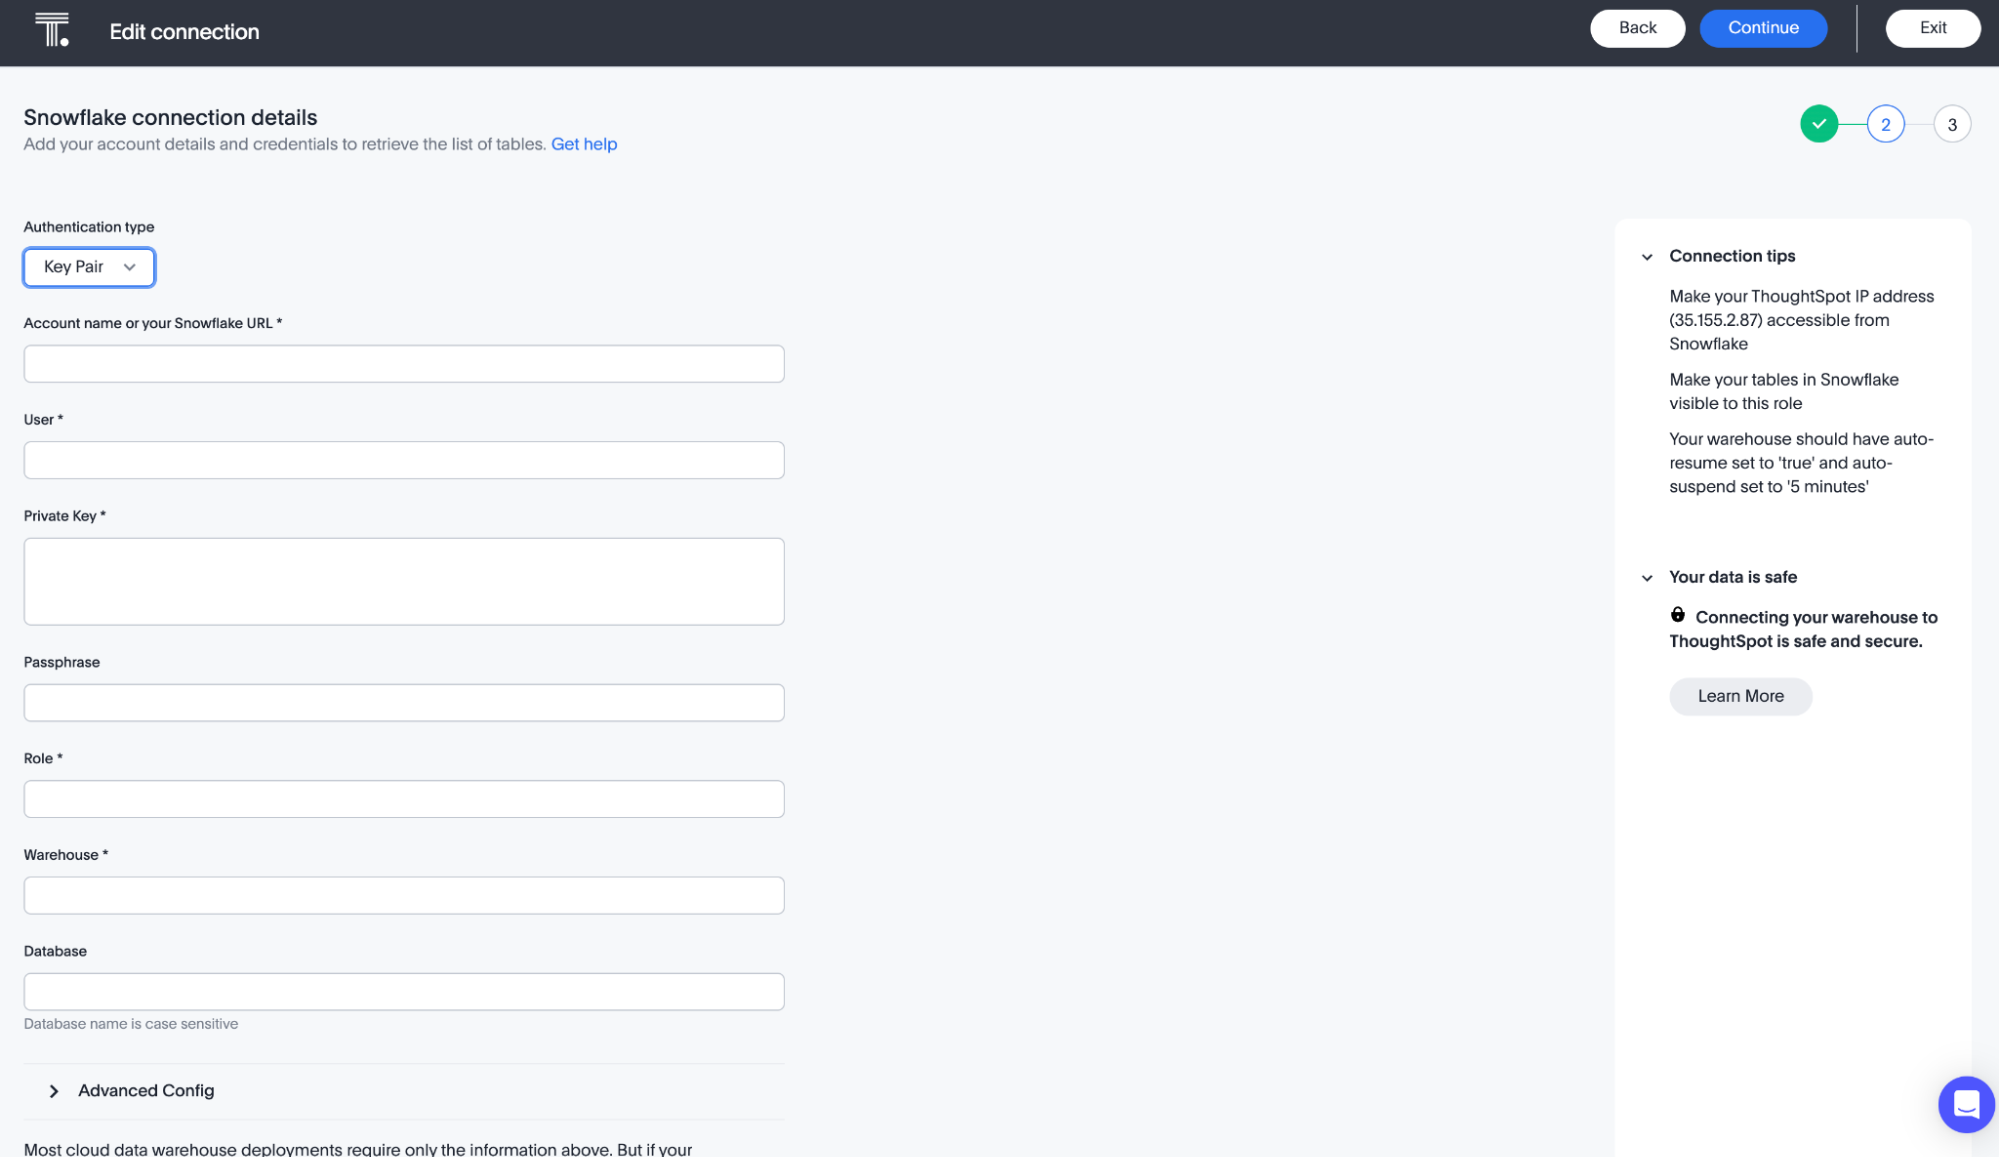 T.
Edit connection
Back
Continue
Exit
Snowflake connection details
Add your account details and credentials to retrieve the list of tables. Get help
2
3
Authentication type
Key Pair
Account name or your Snowflake URL *
User *
Private Key *
Passphrase
Role *
Warehouse *
Database
Database name is case sensitive
Advanced Config
Most cloud data warehouse deployments require only the information above. But if your
Connection tips
Make your ThoughtSpot IP address
(35.155.2.87) accessible from
Snowflake
Make your tables in Snowflake
visible to this role
Your warehouse should have auto-
resume set to 'true' and auto-
suspend set to '5 minutes'
Your data is safe
Connecting your warehouse to
ThoughtSpot is safe and secure.
Learn More